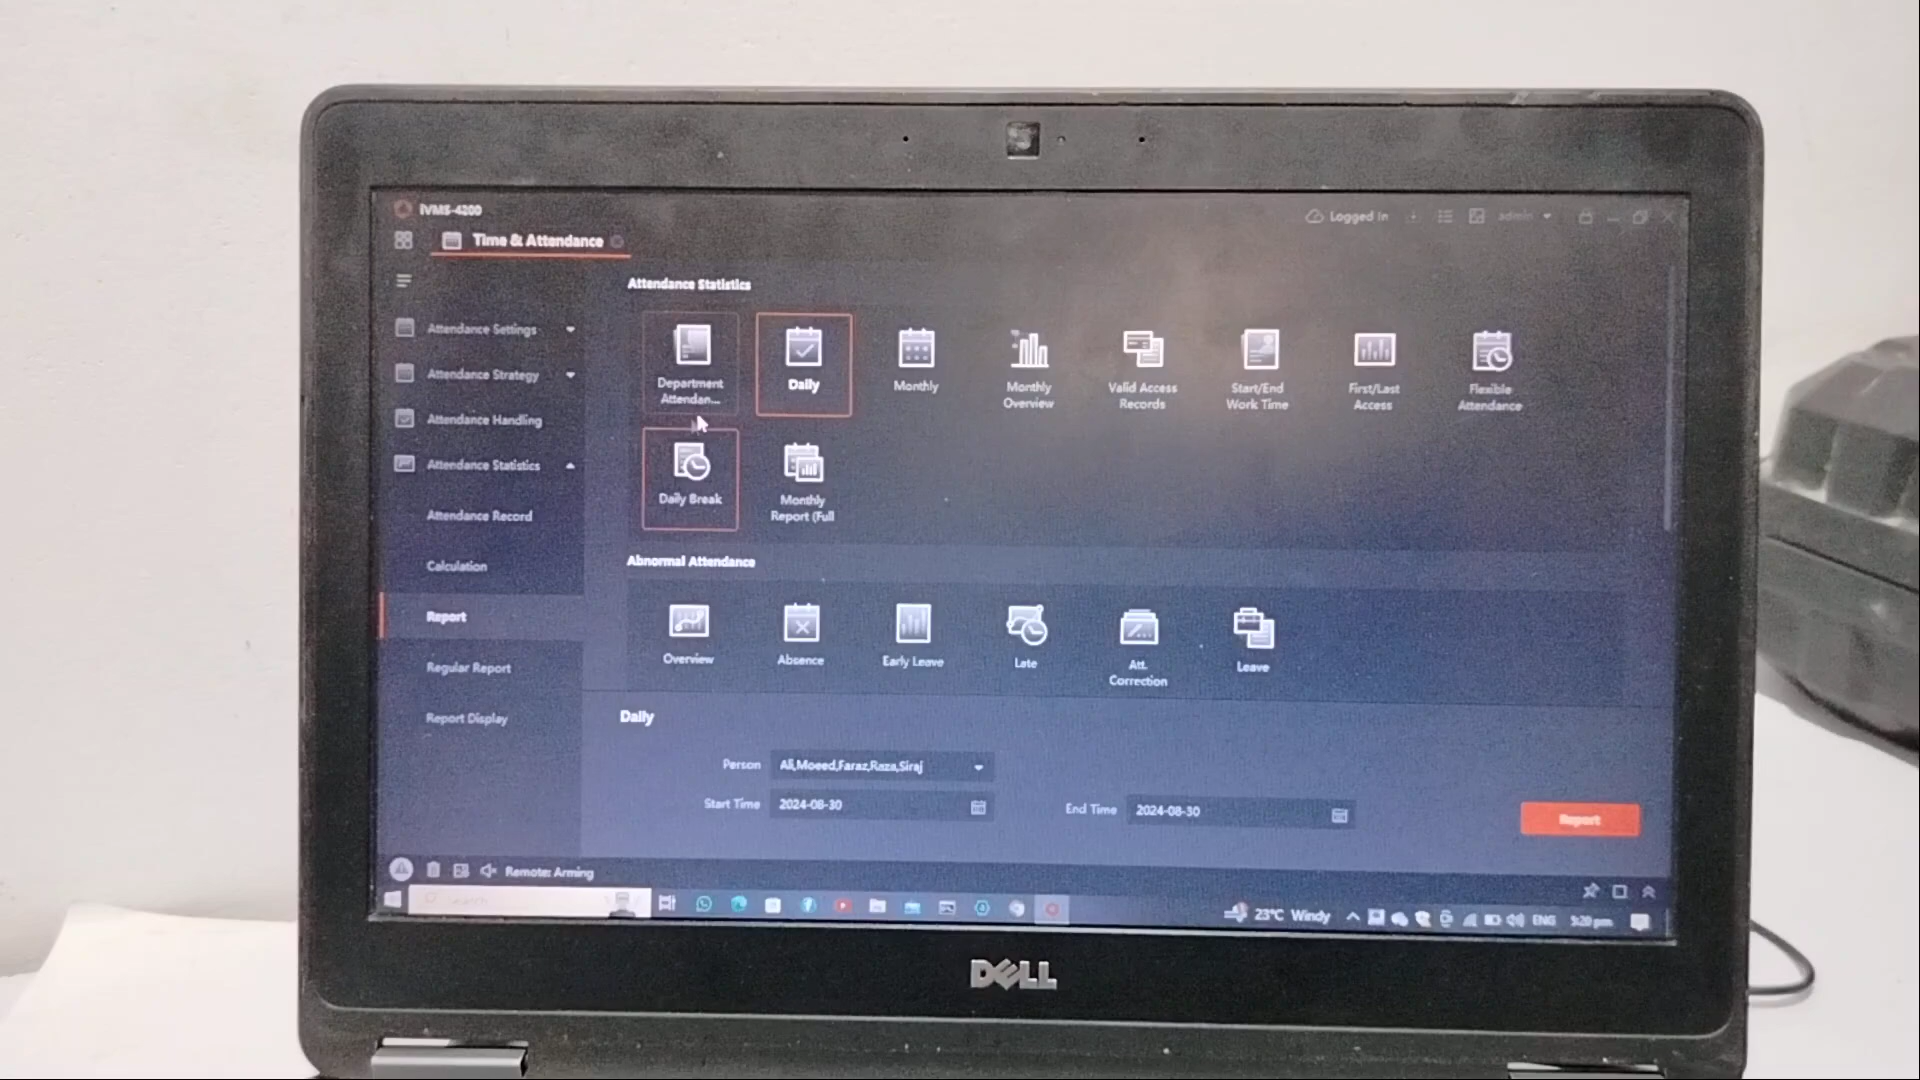 iVMS-4200
Logged in
admin
Time & Attendance
Attendance Settings
Attendance Strategy
Attendance Handling
Attendance Statistics
Attendance Record
Calculation
Report
Regular Report
Report Display
Attendance Statistics
Department
Attendan...
Daily
Monthly
Monthly
Overview
Valid Access
Records
Start/End
Work Time
First/Last
Access
Flexible
Attendance
Daily Break
Monthly
Report (Full
Abnormal Attendance
Overview
Absence
Early Leave
Late
Att.
Correction
Leave
Daily
Person
Ali,Moeed,Faraz,Raza,Siraj
Start Time
2024-08-30
End Time
2024-08-30
Report
Remote: Arming
Search
23°C Windy
ENG
5:20 pm
DELL